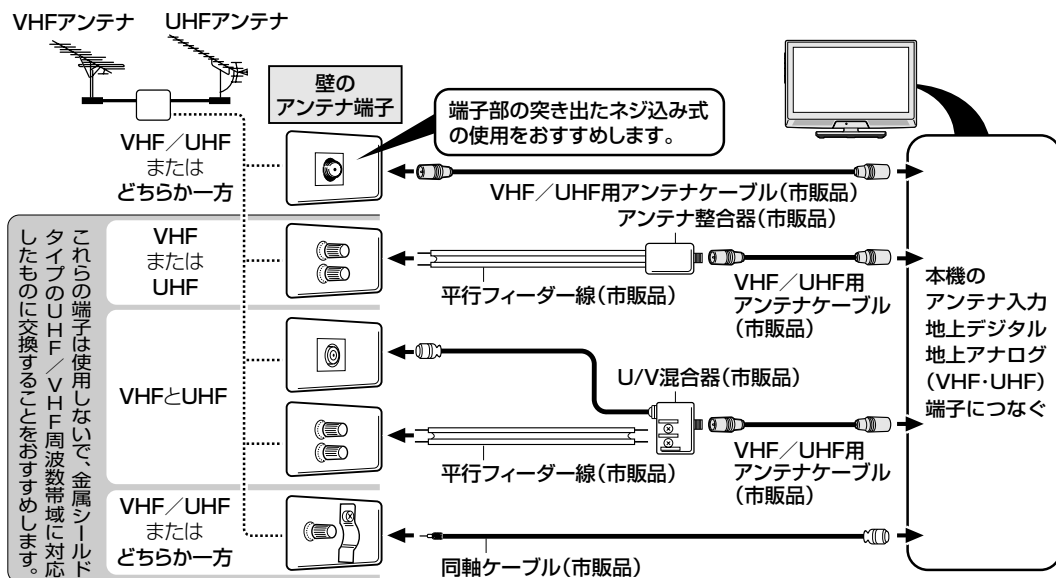 VHFアンテナ
UHFアンテナ
壁の
アンテナ端子
端子部の突き出たネジ込み式
の使用をおすすめします。
VHF／UHF
または
どちらか一方
VHF／UHF用アンテナケーブル(市販品)
アンテナ整合器(市販品)
これらの端子は使用しないで、金属シールド
タイプのUHF／VHF周波数帯域に対応
したものに交換することをおすすめします。
VHF
または
UHF
平行フィーダー線(市販品)
VHF／UHF用
アンテナケーブル
(市販品)
VHFとUHF
U/V混合器(市販品)
平行フィーダー線(市販品)
VHF／UHF用
アンテナケーブル
(市販品)
VHF／UHF
または
どちらか一方
同軸ケーブル(市販品)
本機の
アンテナ入力
地上デジタル
地上アナログ
(VHF･UHF)
端子につなぐ